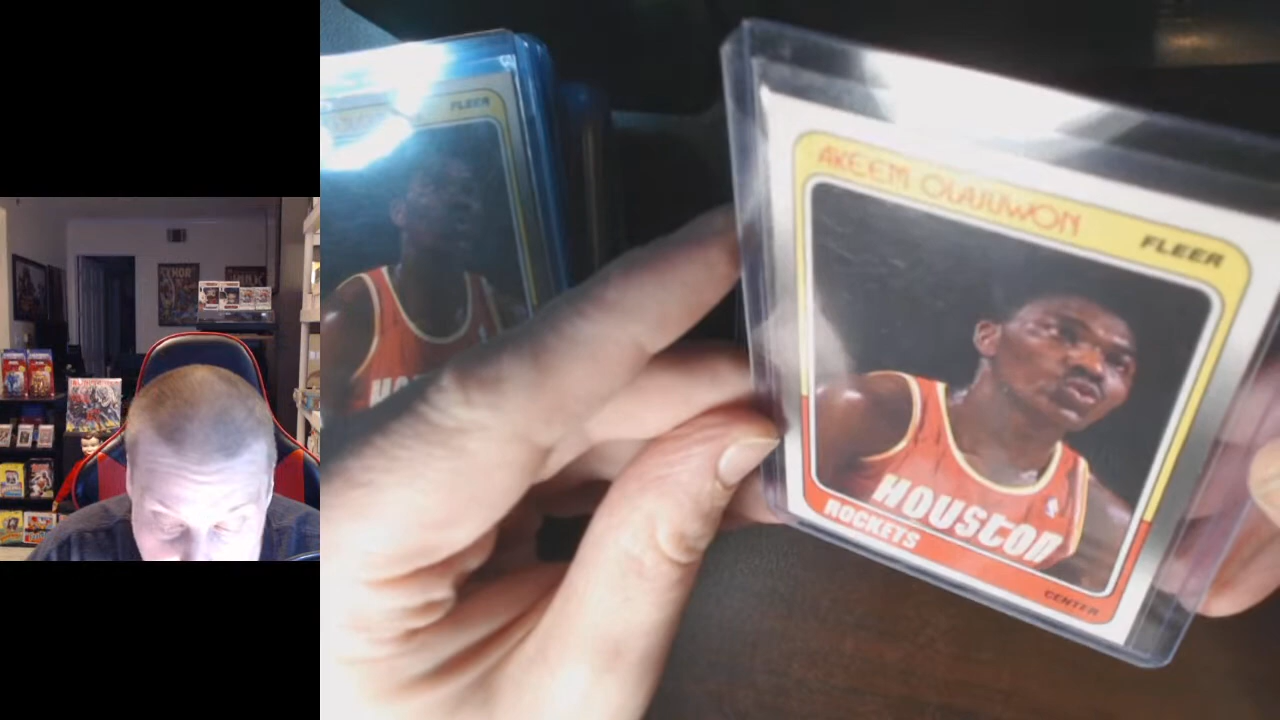 FLEER
AKEEM OLAJUWON
FLEER
HOUSTON
ROCKETS
CENTER